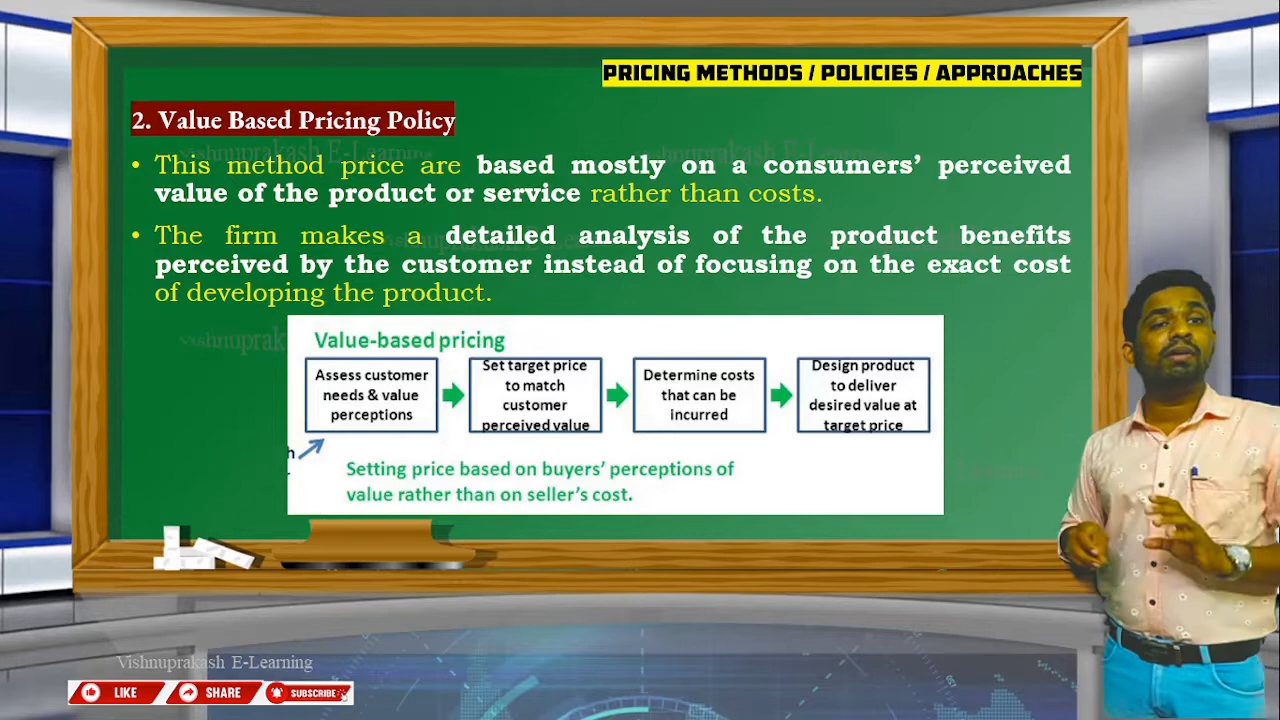 PRICING METHODS / POLICIES / APPROACHES
2. Value Based Pricing Policy
• This method price are based mostly on a consumers’ perceived
value of the product or service rather than costs.
• The firm makes a detailed analysis of the product benefits
perceived by the customer instead of focusing on the exact cost
of developing the product.
Value-based pricing
Assess customer
needs & value
perceptions
Set target price
to match
customer
perceived value
Determine costs
that can be
incurred
Design product
to deliver
desired value at
target price
h
Setting price based on buyers’ perceptions of
value rather than on seller’s cost.
Vishnuprakash E-Learning
LIKE
SHARE
SUBSCRIBE